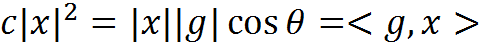 c|x|² = |x||g| cos θ =< g, x >